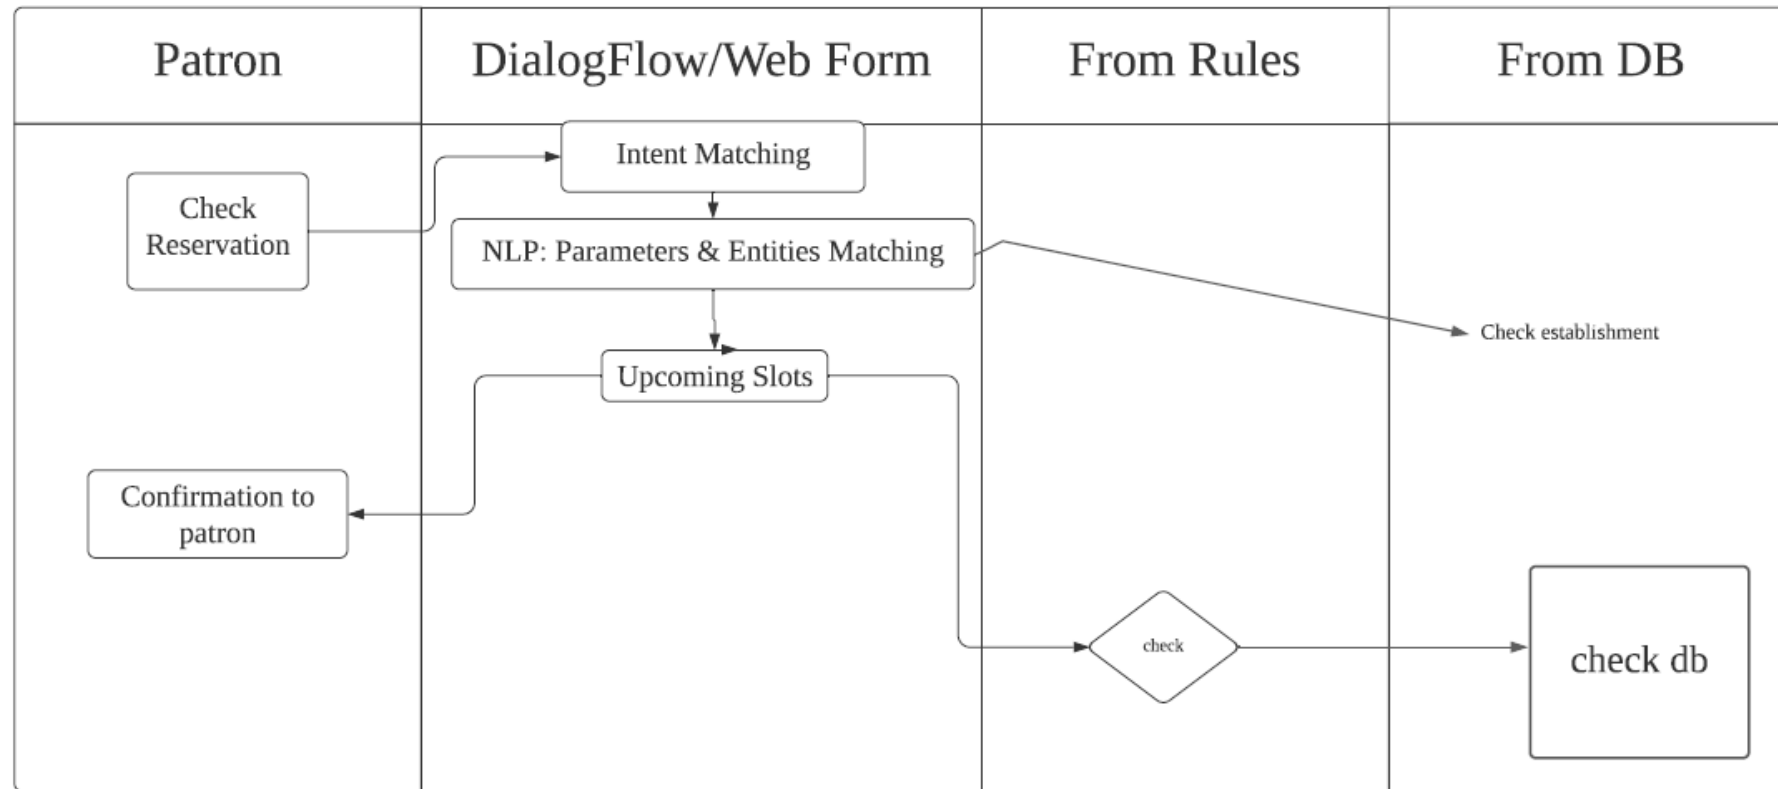 Patron
DialogFlow/Web Form
From Rules
From DB
Intent Matching
Check
Reservation
NLP: Parameters & Entities Matching
Check establishment
Upcoming Slots
Confirmation to
patron
check
check db